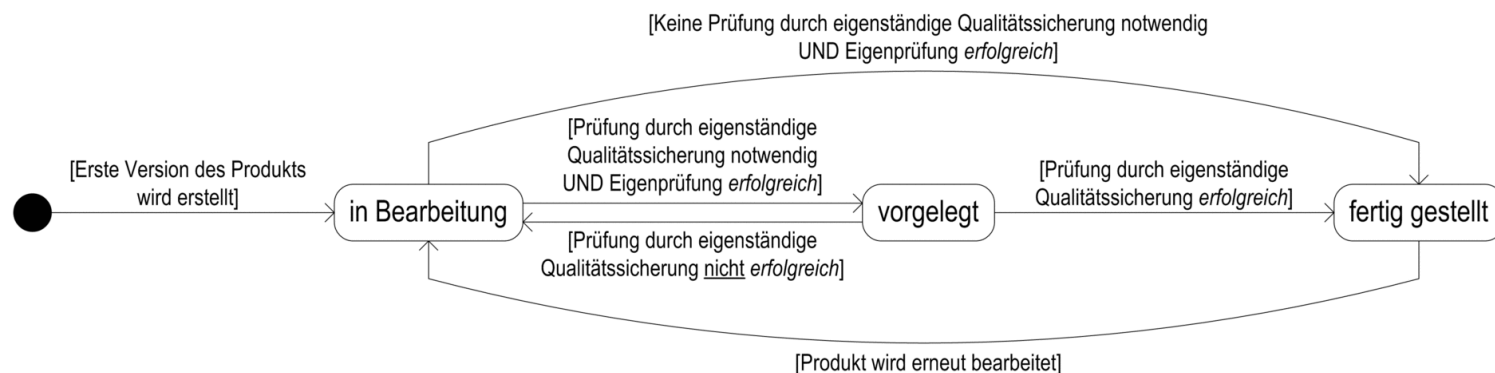 [Keine Prüfung durch eigenständige Qualitätssicherung notwendig
UND Eigenprüfung erfolgreich]
[Prüfung durch eigenständige
Qualitätssicherung notwendig
UND Eigenprüfung erfolgreich]
[Erste Version des Produkts
wird erstellt]
[Prüfung durch eigenständige
Qualitätssicherung erfolgreich]
in Bearbeitung
vorgelegt
fertig gestellt
[Prüfung durch eigenständige
Qualitätssicherung nicht erfolgreich]
[Produkt wird erneut bearbeitet]